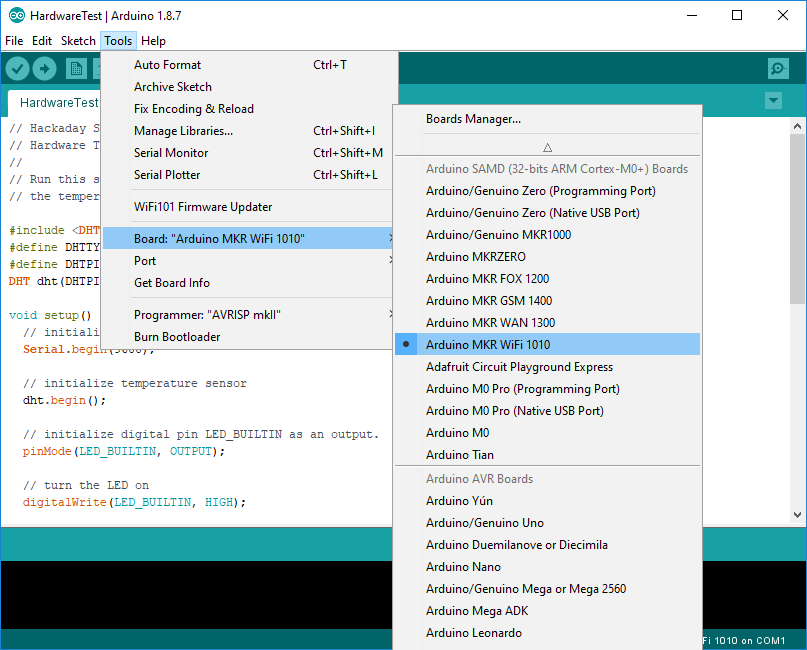 HardwareTest | Arduino 1.8.7
File Edit Sketch Tools Help
HardwareTest
Auto Format Ctrl+T
Archive Sketch
Fix Encoding & Reload
Manage Libraries... Ctrl+Shift+I
Serial Monitor Ctrl+Shift+M
Serial Plotter Ctrl+Shift+L
WiFi101 Firmware Updater
Board: "Arduino MKR WiFi 1010"
Port
Get Board Info
Programmer: "AVRISP mkII"
Burn Bootloader
Boards Manager...
Arduino SAMD (32-bits ARM Cortex-M0+) Boards
Arduino/Genuino Zero (Programming Port)
Arduino/Genuino Zero (Native USB Port)
Arduino/Genuino MKR1000
Arduino MKRZERO
Arduino MKR FOX 1200
Arduino MKR GSM 1400
Arduino MKR WAN 1300
Arduino MKR WiFi 1010
Adafruit Circuit Playground Express
Arduino M0 Pro (Programming Port)
Arduino M0 Pro (Native USB Port)
Arduino M0
Arduino Tian
Arduino AVR Boards
Arduino Yún
Arduino/Genuino Uno
Arduino Duemilanove or Diecimila
Arduino Nano
Arduino/Genuino Mega or Mega 2560
Arduino Mega ADK
Arduino Leonardo
// Hackaday S
// Hardware T
//
// Run this s
// the temper
#include <DHT
#define DHTTY
#define DHTPI
DHT dht(DHTPI
void setup()
// initiali
Serial.begin(9600);
// initialize temperature sensor
dht.begin();
// initialize digital pin LED_BUILTIN as an output.
pinMode(LED_BUILTIN, OUTPUT);
// turn the LED on
digitalWrite(LED_BUILTIN, HIGH);
Fi 1010 on COM1